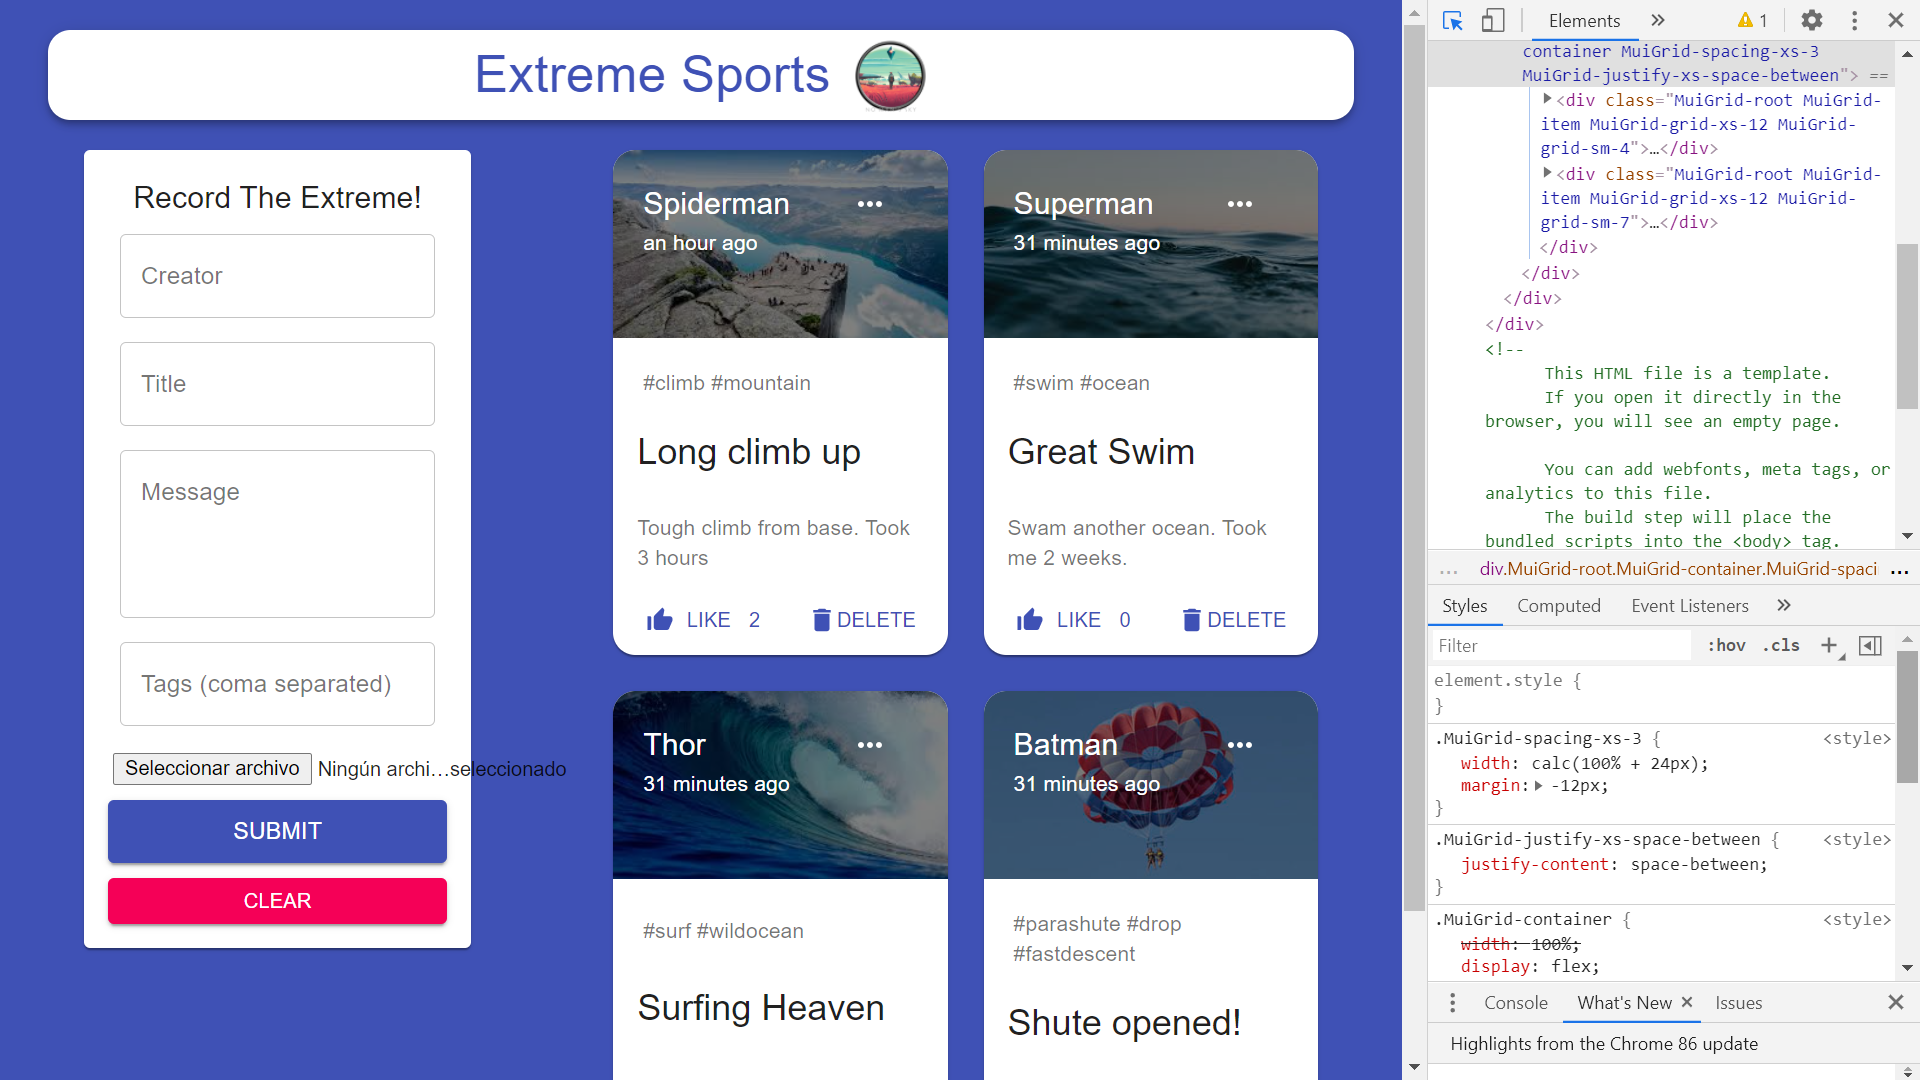 Extreme Sports
Record The Extreme!
Creator
Title
Message
Tags (coma separated)
Seleccionar archivo Ningún archi...seleccionado
SUBMIT
CLEAR
Spiderman
an hour ago
#climb #mountain
Long climb up
Tough climb from base. Took
3 hours
LIKE 2 DELETE
Superman
31 minutes ago
#swim #ocean
Great Swim
Swam another ocean. Took
me 2 weeks.
LIKE 0 DELETE
Thor
31 minutes ago
#surf #wildocean
Surfing Heaven
Batman
31 minutes ago
#parashute #drop
#fastdescent
Shute opened!
Elements 1
container MuiGrid-spacing-xs-3
MuiGrid-justify-xs-space-between"> ==
<div class="MuiGrid-root MuiGrid-
item MuiGrid-grid-xs-12 MuiGrid-
grid-sm-4">…</div>
<div class="MuiGrid-root MuiGrid-
item MuiGrid-grid-xs-12 MuiGrid-
grid-sm-7">…</div>
</div>
</div>
</div>
</div>
<!--
This HTML file is a template.
If you open it directly in the
browser, you will see an empty page.
You can add webfonts, meta tags, or
analytics to this file.
The build step will place the
bundled scripts into the <body> tag.
... div.MuiGrid-root.MuiGrid-container.MuiGrid-spaci ...
Styles Computed Event Listeners
Filter :hov .cls
element.style {
}
.MuiGrid-spacing-xs-3 { <style>
width: calc(100% + 24px);
margin: -12px;
}
.MuiGrid-justify-xs-space-between { <style>
justify-content: space-between;
}
.MuiGrid-container { <style>
width: 100%;
display: flex;
Console What's New Issues
Highlights from the Chrome 86 update